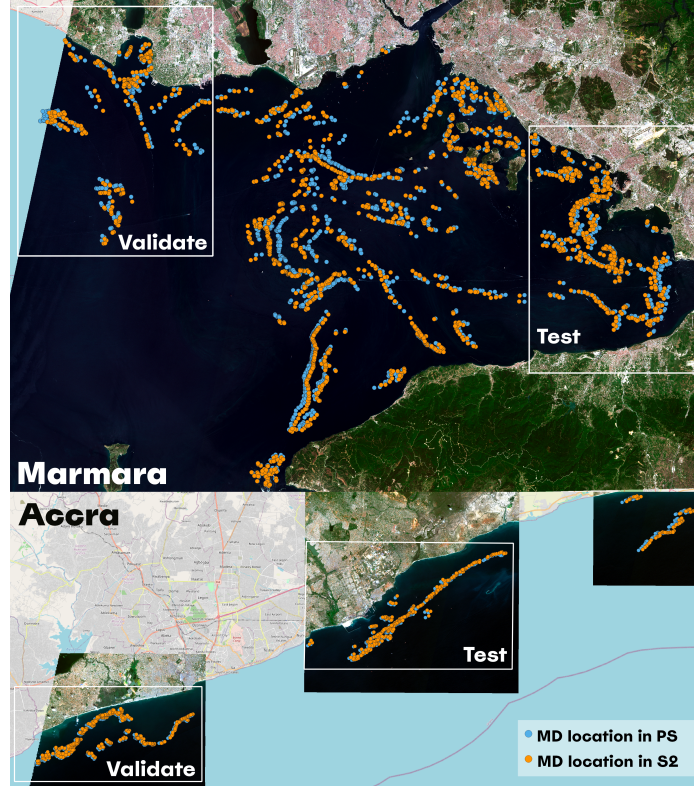 Validate
Test
Marmara
Accra
Test
MD location in PS
MD location in S2
Validate